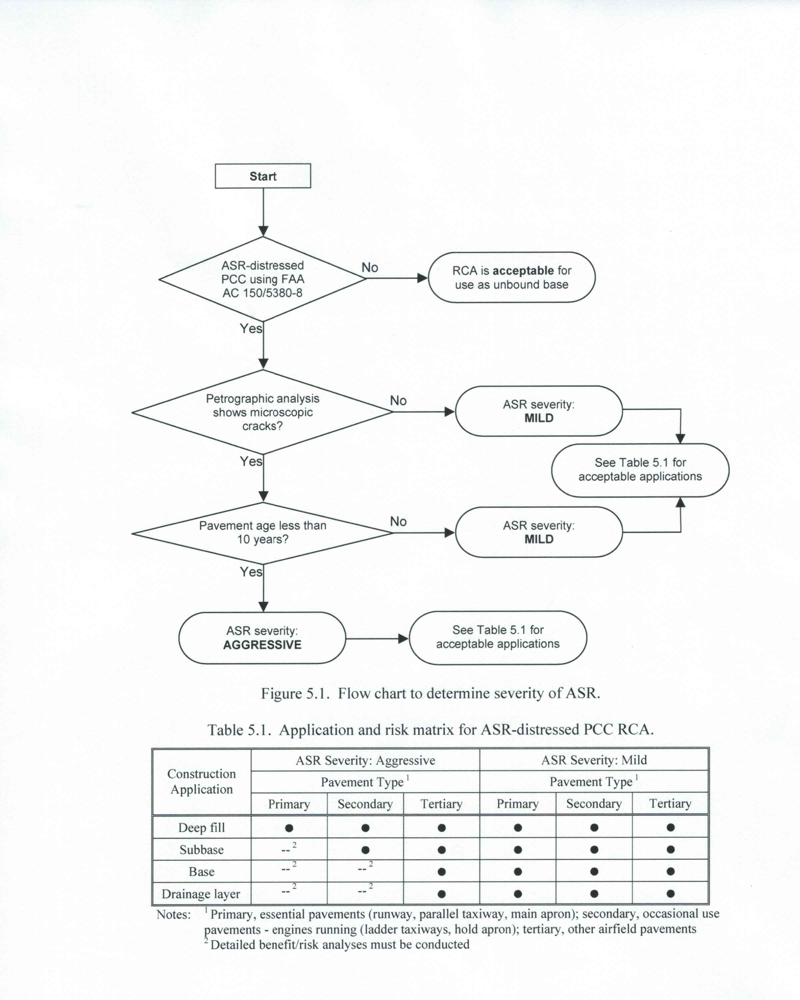 Start
ASR-distressed
PCC using FAA
AC 150/5380-8
No
RCA is acceptable for
use as unbound base
Yes
Petrographic analysis
shows microscopic
cracks?
No
ASR severity:
MILD
See Table 5.1 for
acceptable applications
Yes
Pavement age less than
10 years?
No
ASR severity:
MILD
Yes
ASR severity:
AGGRESSIVE
See Table 5.1 for
acceptable applications
Figure 5.1. Flow chart to determine severity of ASR.
Table 5.1. Application and risk matrix for ASR-distressed PCC RCA.
Construction
Application
ASR Severity: Aggressive
ASR Severity: Mild
Pavement Type 1
Pavement Type 1
Primary
Secondary
Tertiary
Primary
Secondary
Tertiary
Deep fill ● ● ● ● ● ●
Subbase -- 2 ● ● ● ● ●
Base -- 2 -- 2 ● ● ● ●
Drainage layer -- 2 -- 2 ● ● ● ●
Notes: 1 Primary, essential pavements (runway, parallel taxiway, main apron); secondary, occasional use
pavements - engines running (ladder taxiways, hold apron); tertiary, other airfield pavements
2 Detailed benefit/risk analyses must be conducted